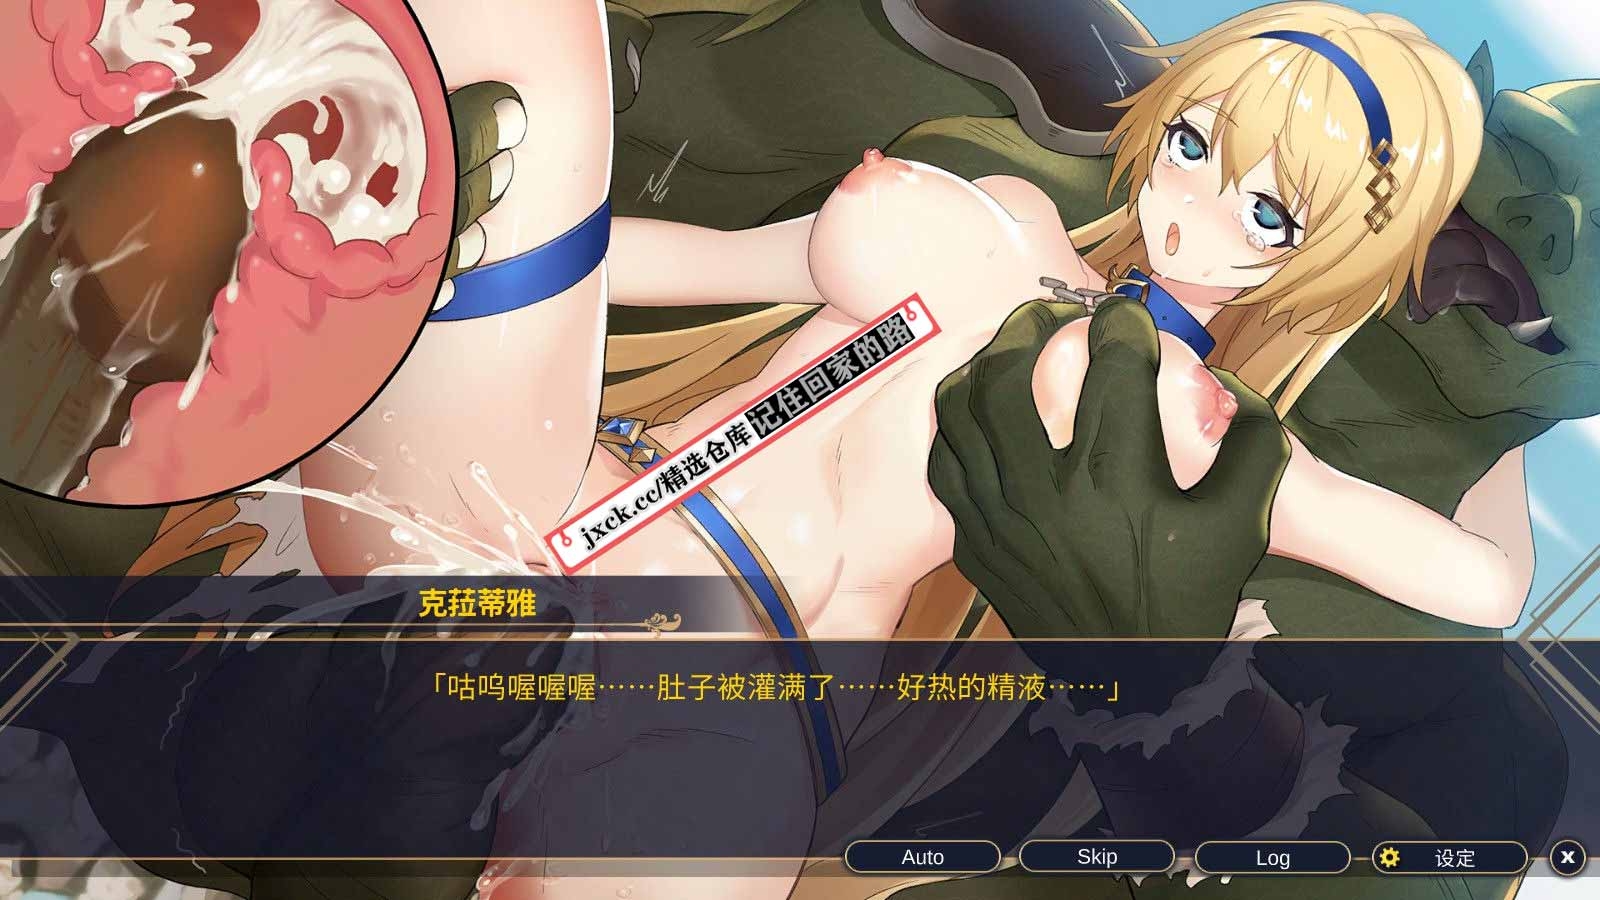 jxck.cc/精选仓库记住回家的路
克菈蒂雅
「咕呜喔喔喔……肚子被灌满了……好热的精液……」
Auto
Skip
Log
设定
X